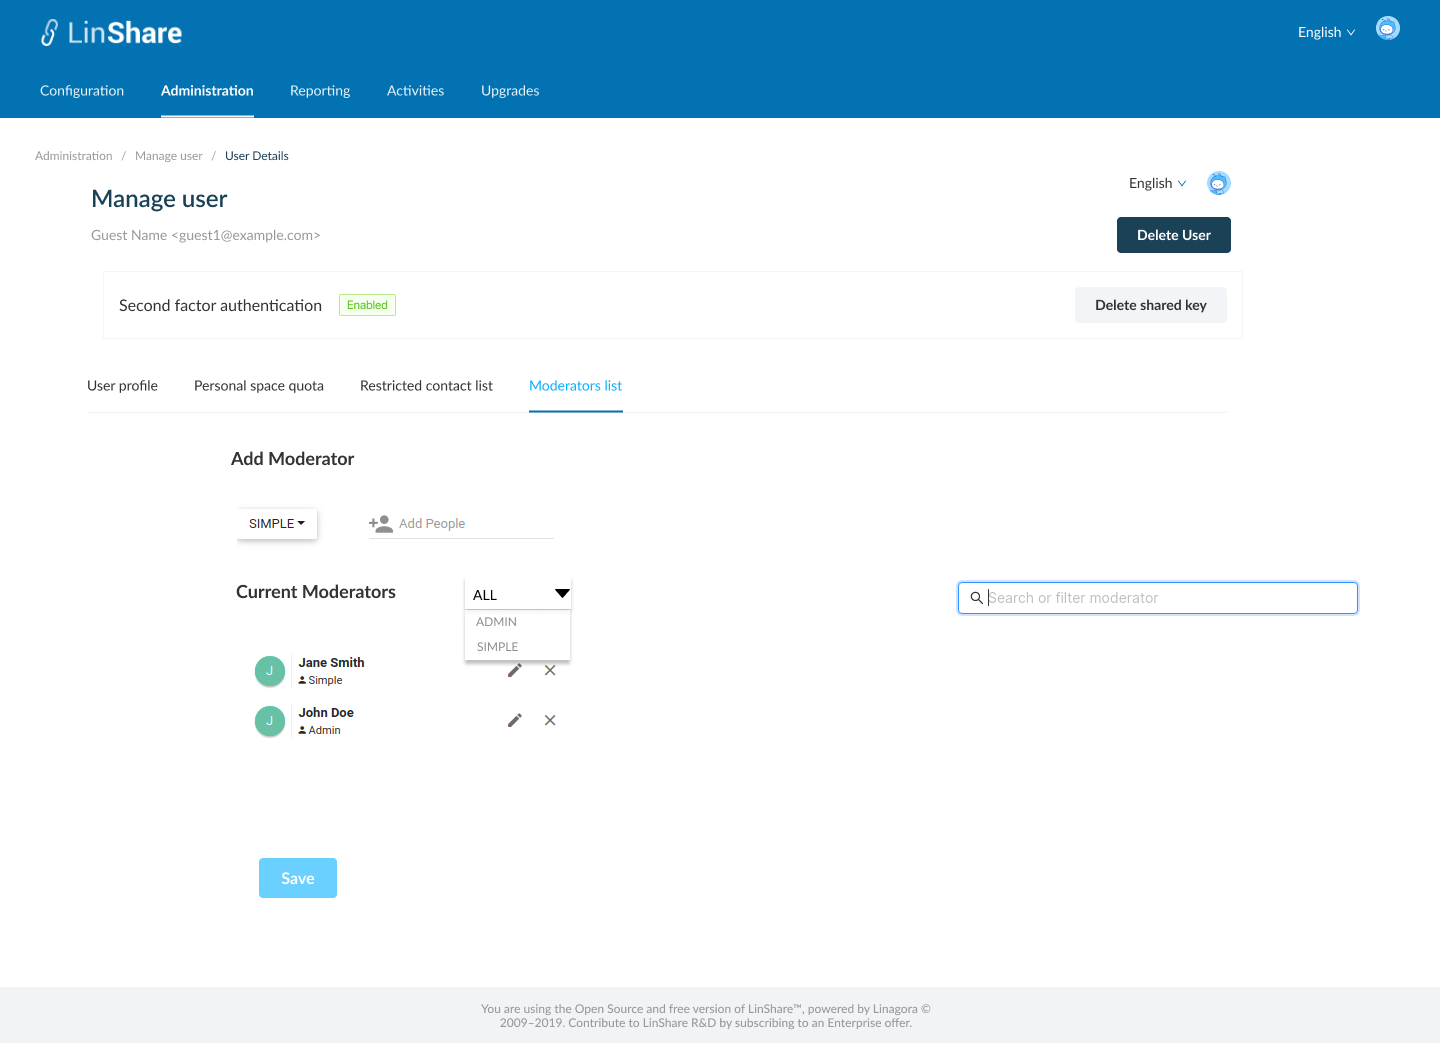 LinShare
English
Configuration Administration Reporting Activities Upgrades
Administration / Manage user / User Details
English
Manage user
Guest Name <guest1@example.com>
Delete User
Second factor authentication Enabled Delete shared key
User profile Personal space quota Restricted contact list Moderators list
Add Moderator
SIMPLE Add People
Current Moderators ALL Search or filter moderator
ADMIN
SIMPLE
J Jane Smith
Simple
J John Doe
Admin
Save
You are using the Open Source and free version of LinShare™, powered by Linagora ©
2009–2019. Contribute to LinShare R&D by subscribing to an Enterprise offer.